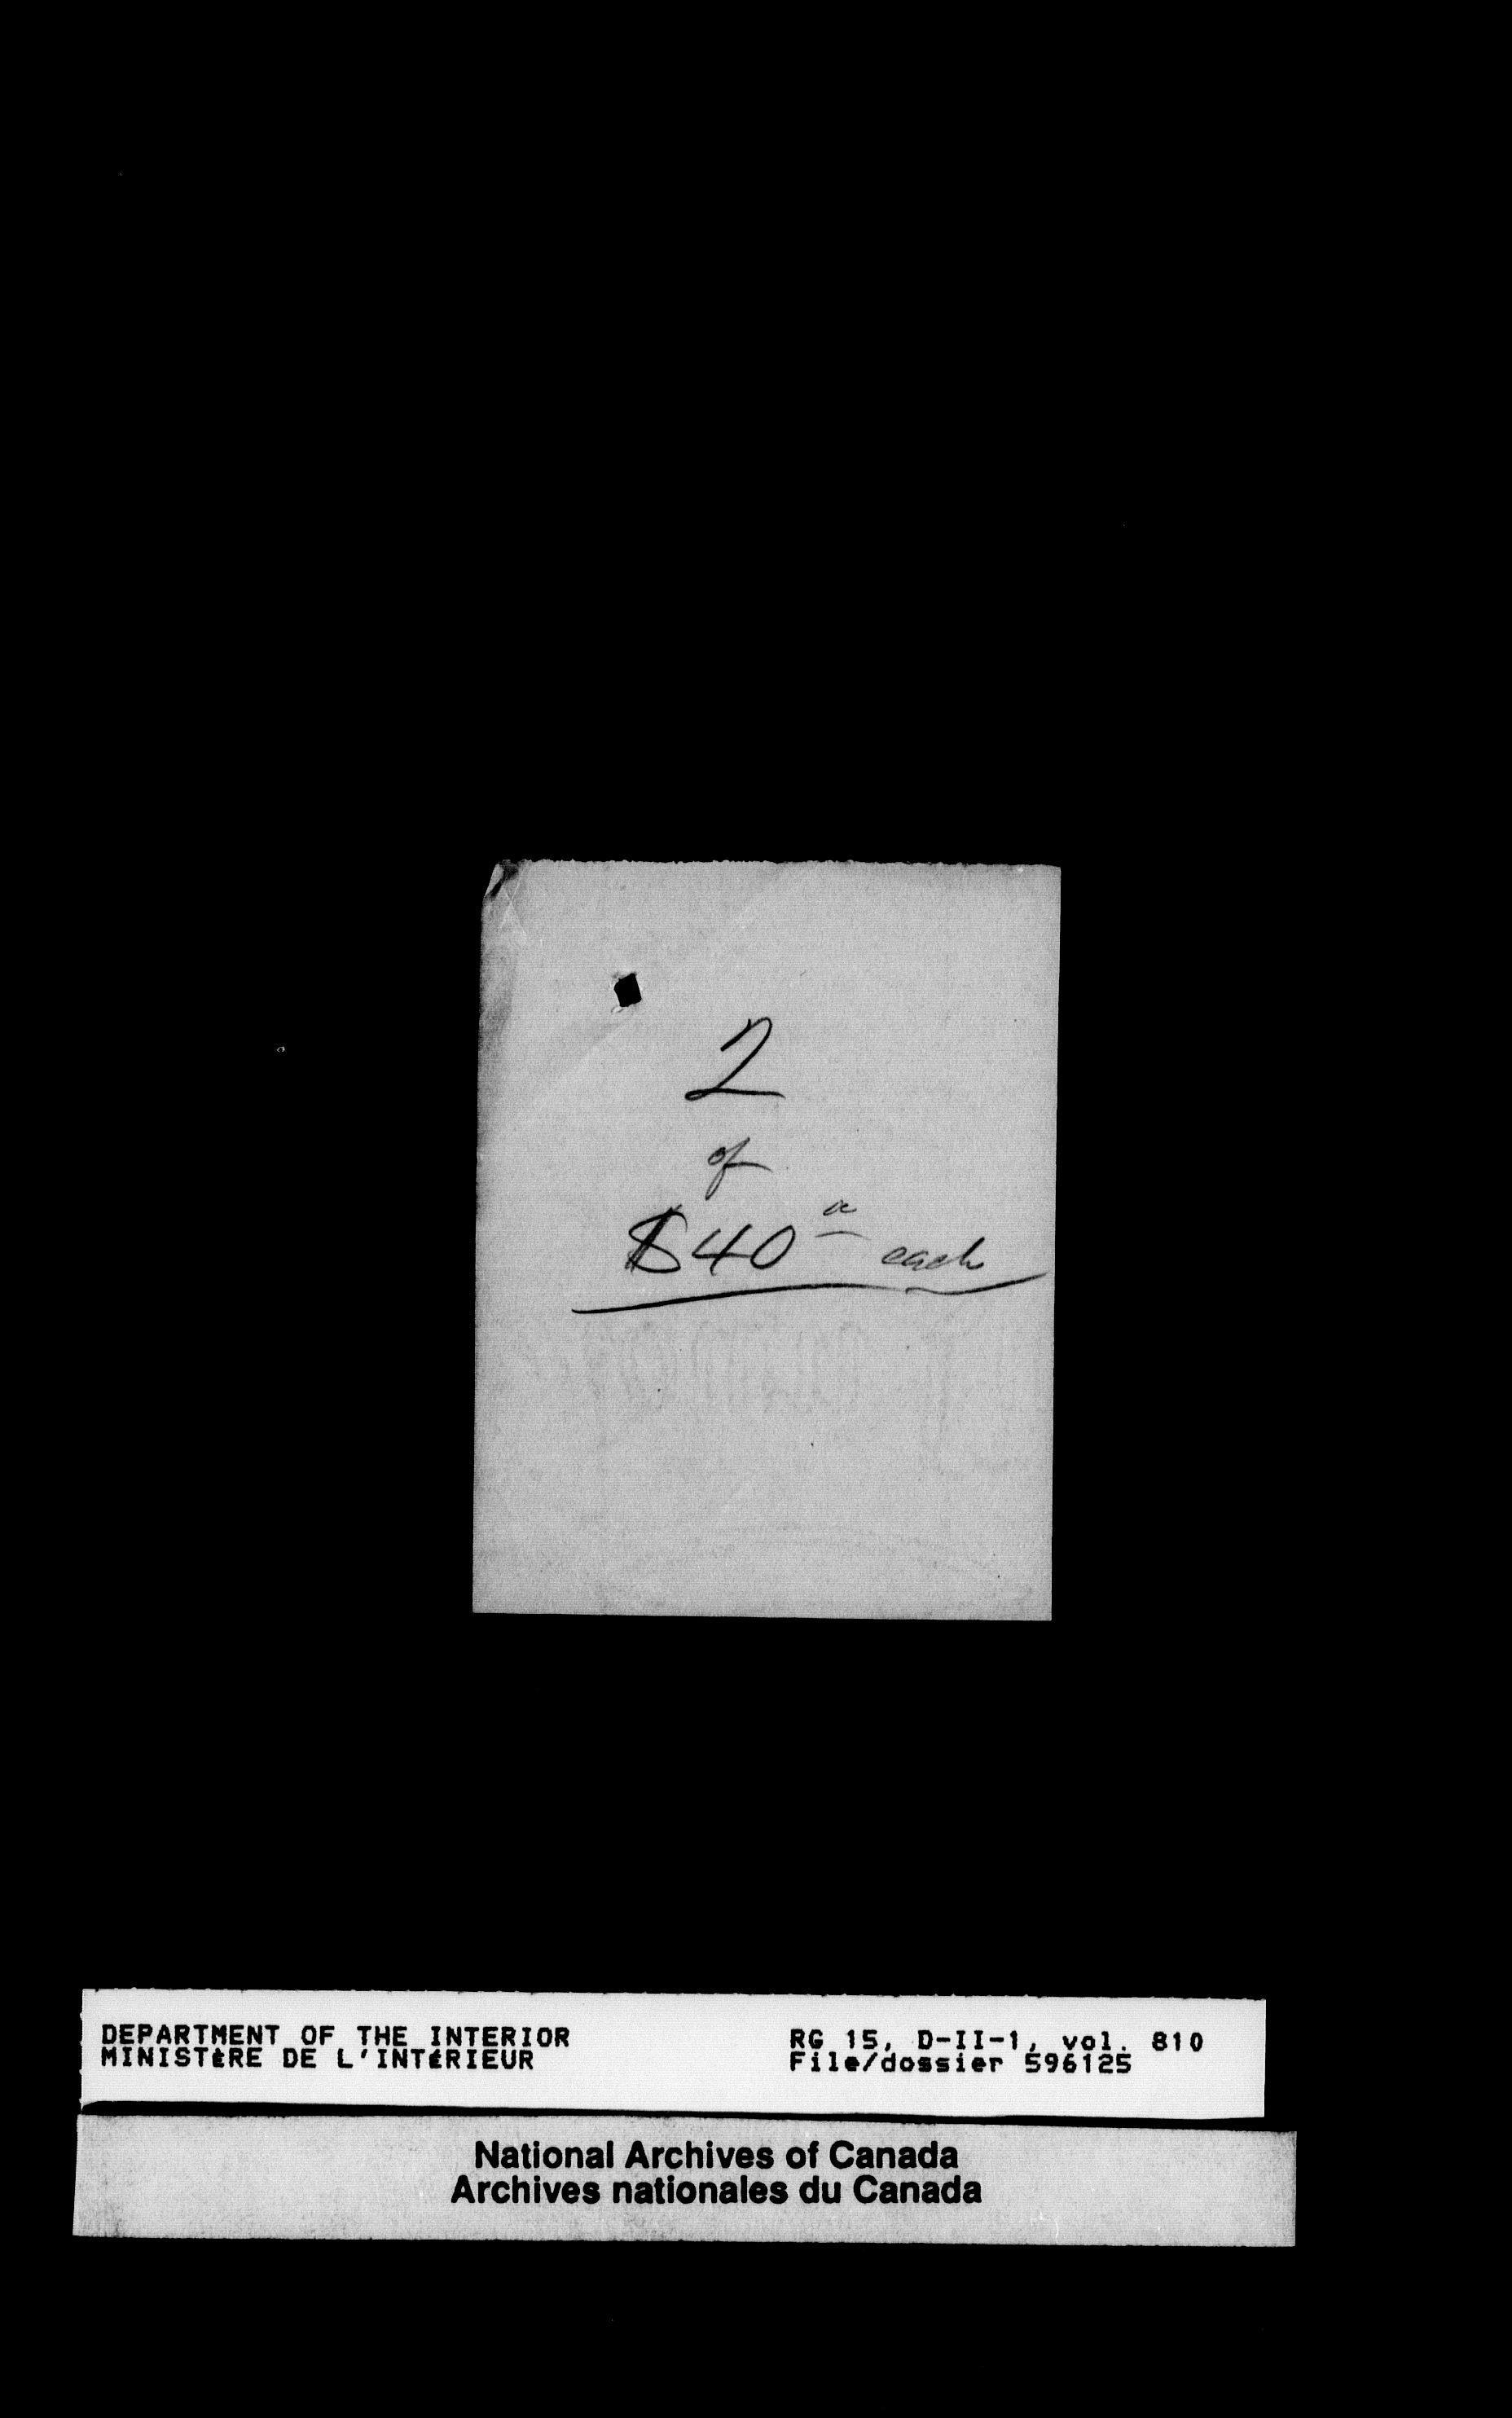 2
of
$40 00 each
DEPARTMENT OF THE INTERIOR
MINISTÈRE DE L'INTÉRIEUR
RG 15, D-II-1, vol. 810
File/dossier 596125
National Archives of Canada
Archives nationales du Canada